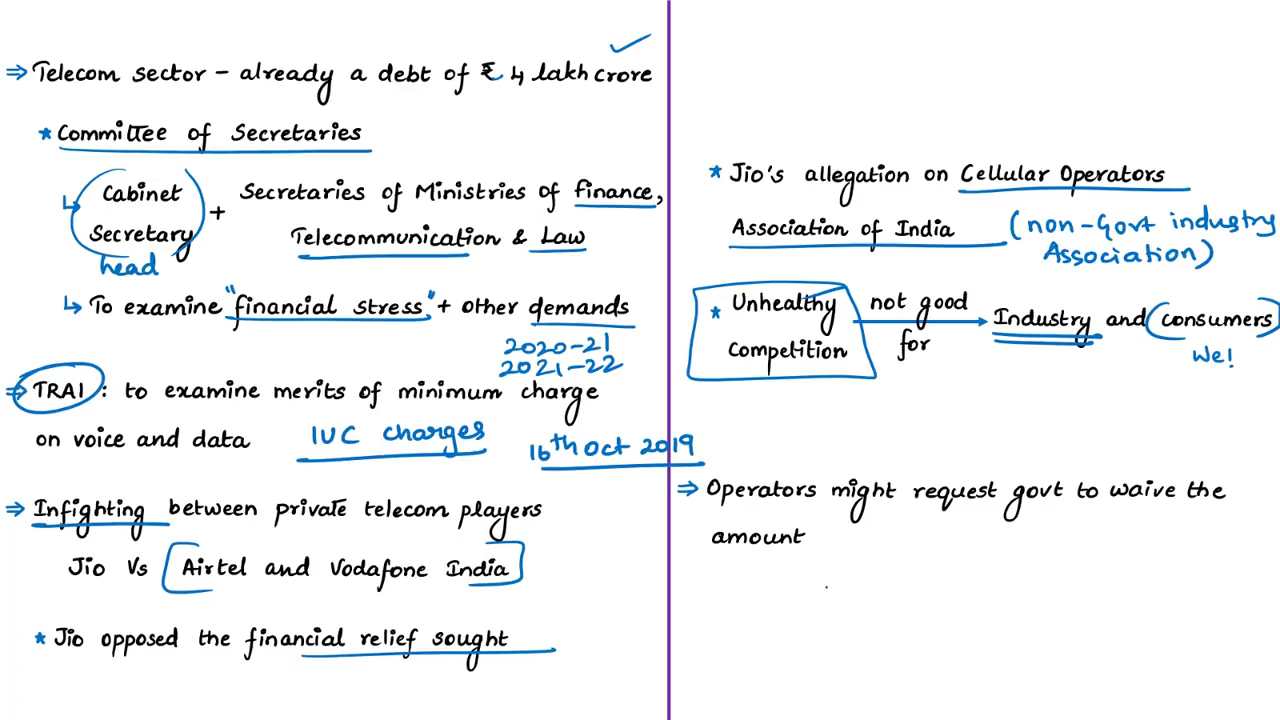 ⇒ Telecom sector – already a debt of ₹ 4 lakh crore
* Committee of Secretaries
↳ Cabinet Secretaries of Ministries of Finance,
+
Secretary Telecommunication & Law
head
↳ To examine "financial stress" + other demands
2020-21
2021-22
⇒ TRAI : to examine merits of minimum charge
on voice and data IUC charges 16th Oct 2019
⇒ Infighting between private telecom players
Jio Vs Airtel and Vodafone India
* Jio opposed the financial relief sought
* Jio's allegation on Cellular Operators
Association of India (non-Govt industry
Association)
* Unhealthy not good
→ Industry and (consumers)
Competition for We!
⇒ Operators might request govt to waive the
amount